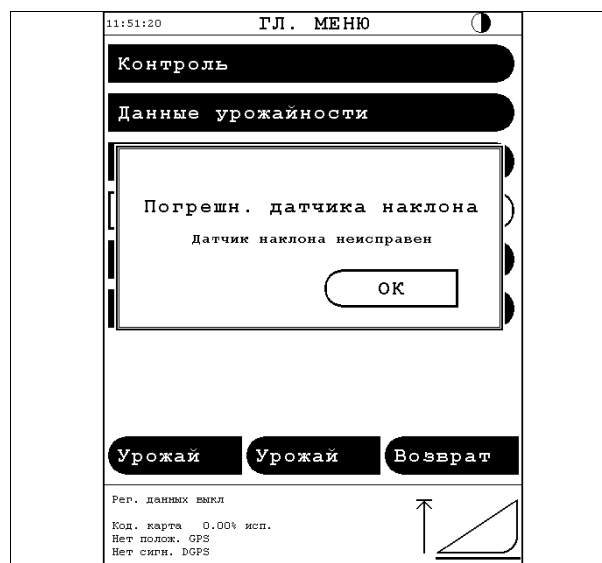 11:51:20
ГЛ. МЕНЮ
Контроль
Данные урожайности
Погрешн. датчика наклона
Датчик наклона неисправен
ОК
Урожай
Урожай
Возврат
Рег. данных выкл
Код. карта 0.00% исп.
Нет полож. GPS
Нет сигн. DGPS